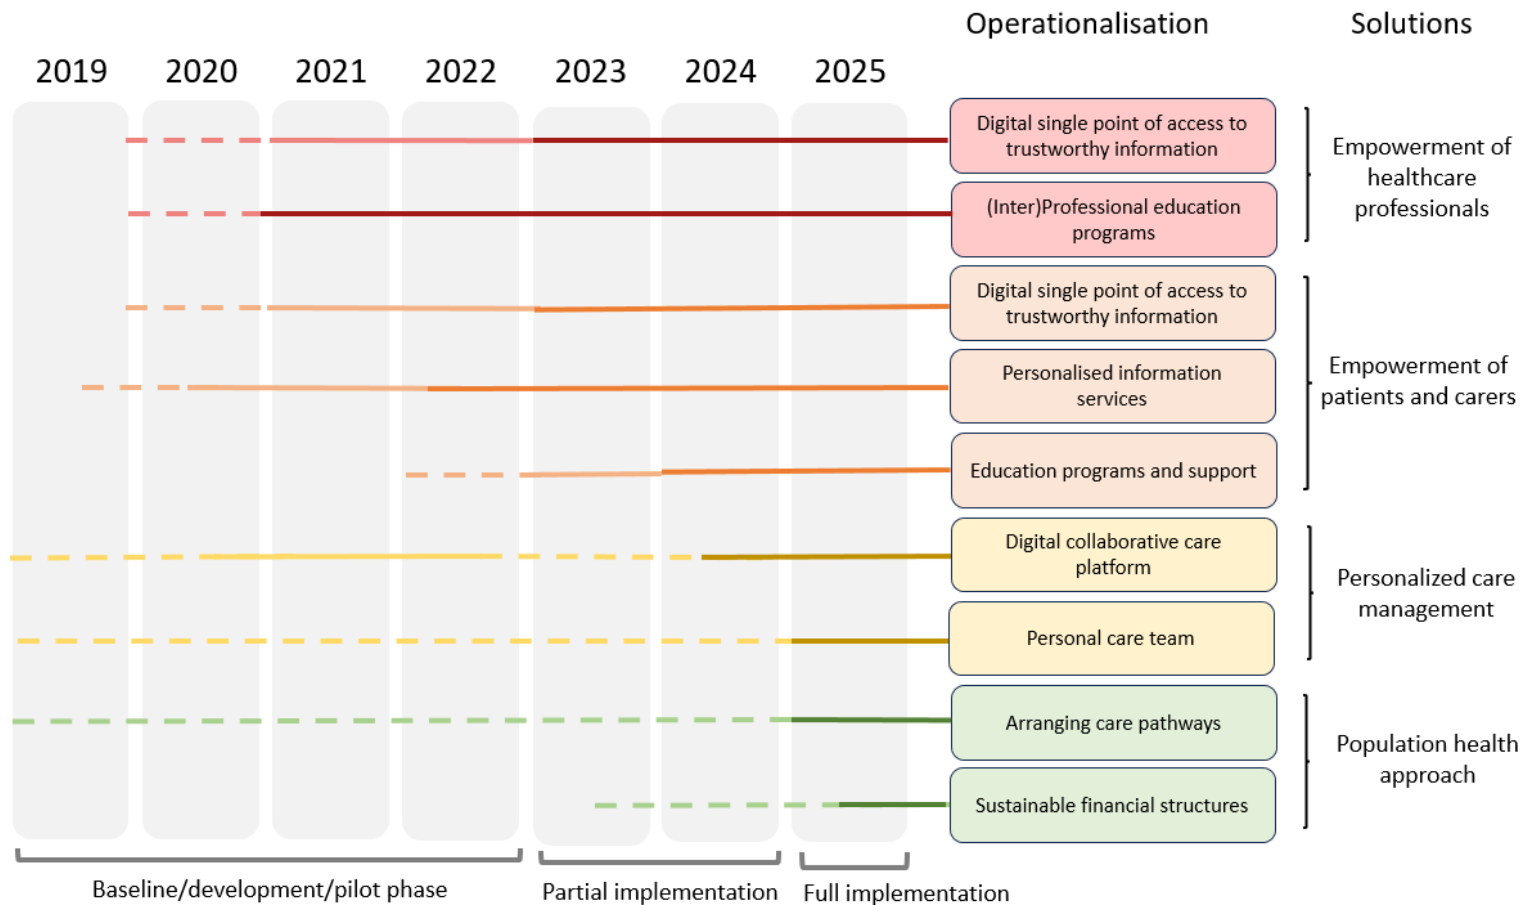 Operationalisation
Solutions
2019
2020
2021
2022
2023
2024
2025
Digital single point of access to
trustworthy information
(Inter)Professional education
programs
Empowerment of
healthcare
professionals
Digital single point of access to
trustworthy information
Personalised information
services
Education programs and support
Empowerment of
patients and carers
Digital collaborative care
platform
Personal care team
Personalized care
management
Arranging care pathways
Sustainable financial structures
Population health
approach
Baseline/development/pilot phase
Partial implementation
Full implementation